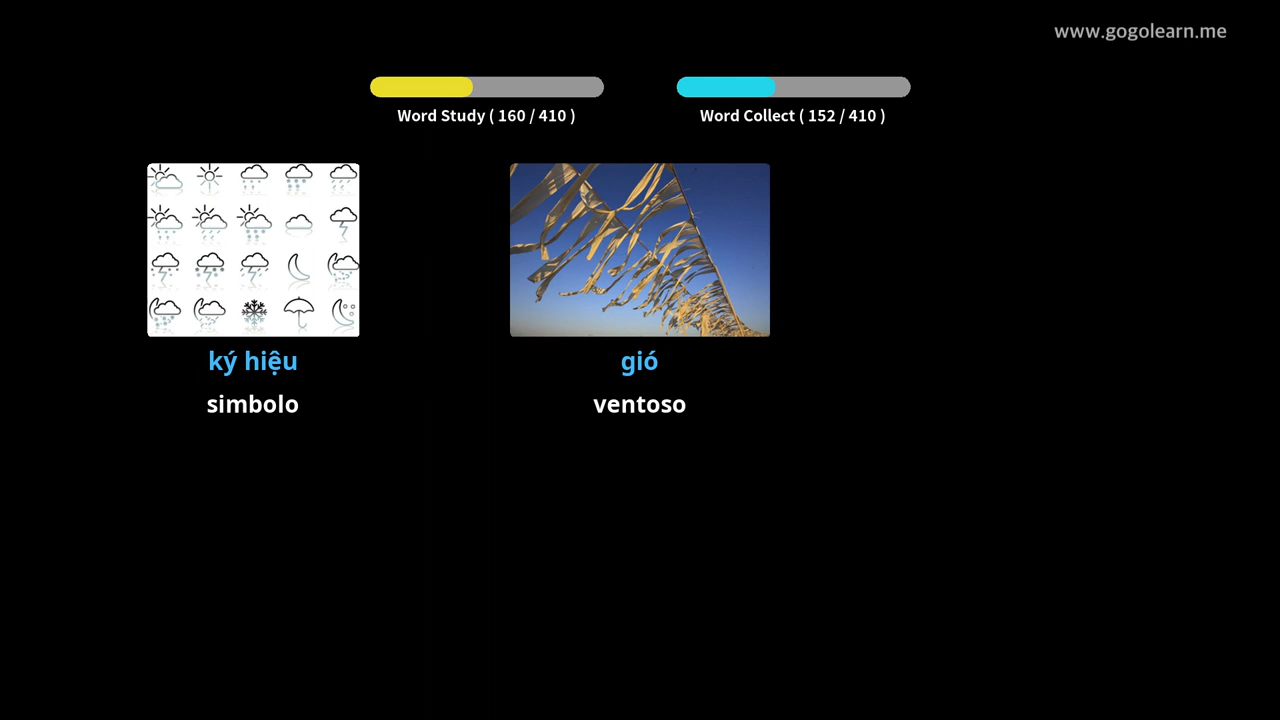 www.gogolearn.me
Word Study ( 160 / 410 )
Word Collect ( 152 / 410 )
ký hiệu
gió
simbolo
ventoso